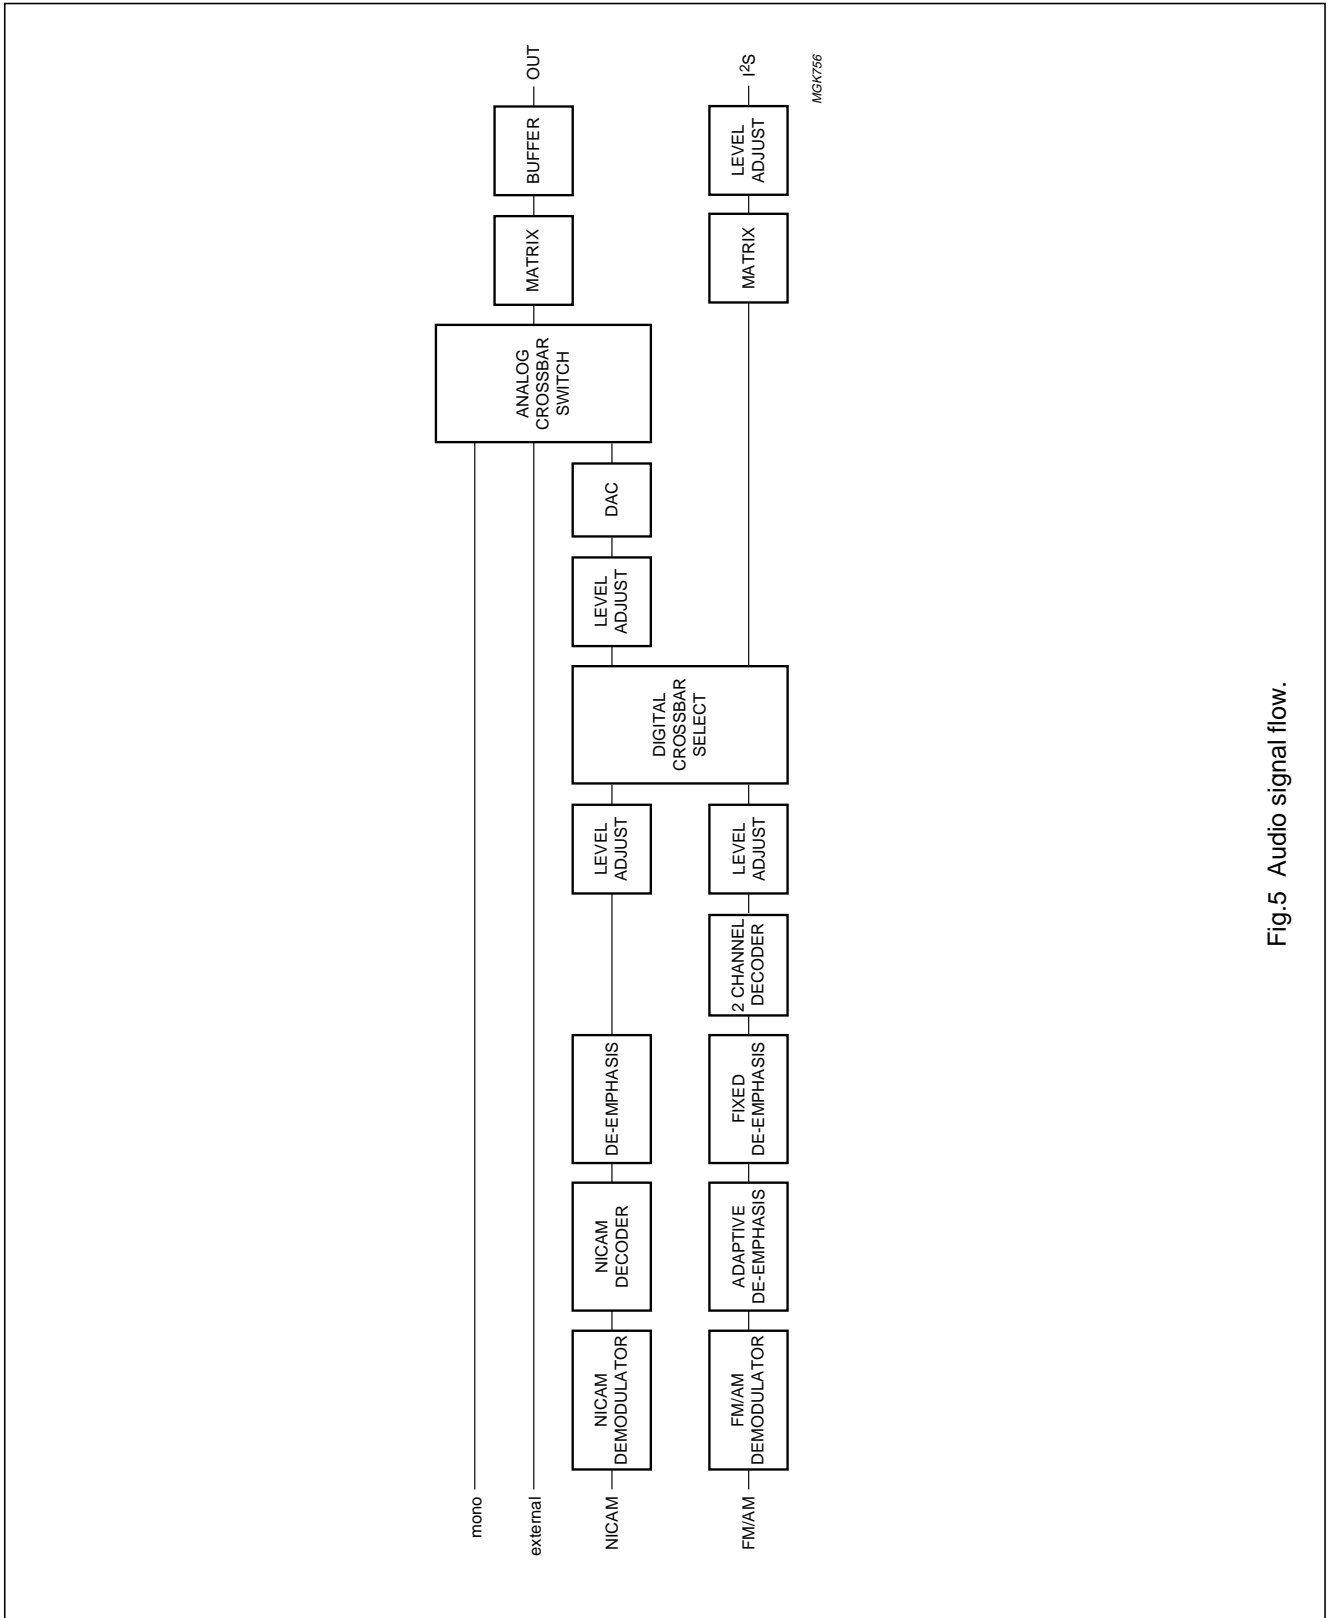 mono
external
NICAM
FM/AM
NICAM
DEMODULATOR
NICAM
DECODER
DE-EMPHASIS
LEVEL
ADJUST
FM/AM
DEMODULATOR
ADAPTIVE
DE-EMPHASIS
FIXED
DE-EMPHASIS
2 CHANNEL
DECODER
LEVEL
ADJUST
DIGITAL
CROSSBAR
SELECT
LEVEL
ADJUST
DAC
ANALOG
CROSSBAR
SWITCH
MATRIX
BUFFER
OUT
MATRIX
LEVEL
ADJUST
I²S
MGK756
Fig.5 Audio signal flow.